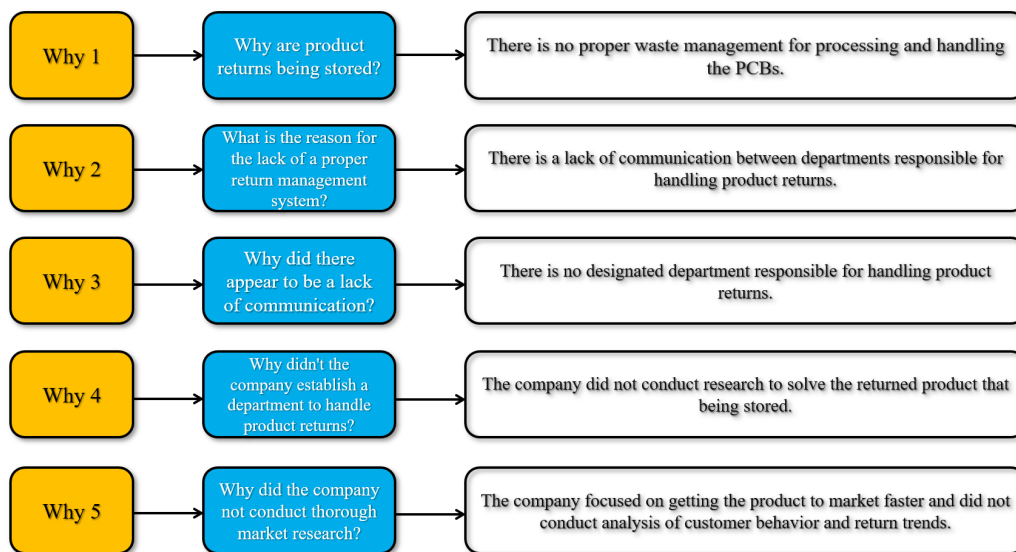 Why 1
Why are product
returns being stored?
There is no proper waste management for processing and handling
the PCBs.
Why 2
What is the reason for
the lack of a proper
return management
system?
There is a lack of communication between departments responsible for
handling product returns.
Why 3
Why did there
appear to be a lack
of communication?
There is no designated department responsible for handling product
returns.
Why 4
Why didn't the
company establish a
department to handle
product returns?
The company did not conduct research to solve the returned product that
being stored.
Why 5
Why did the company
not conduct thorough
market research?
The company focused on getting the product to market faster and did not
conduct analysis of customer behavior and return trends.